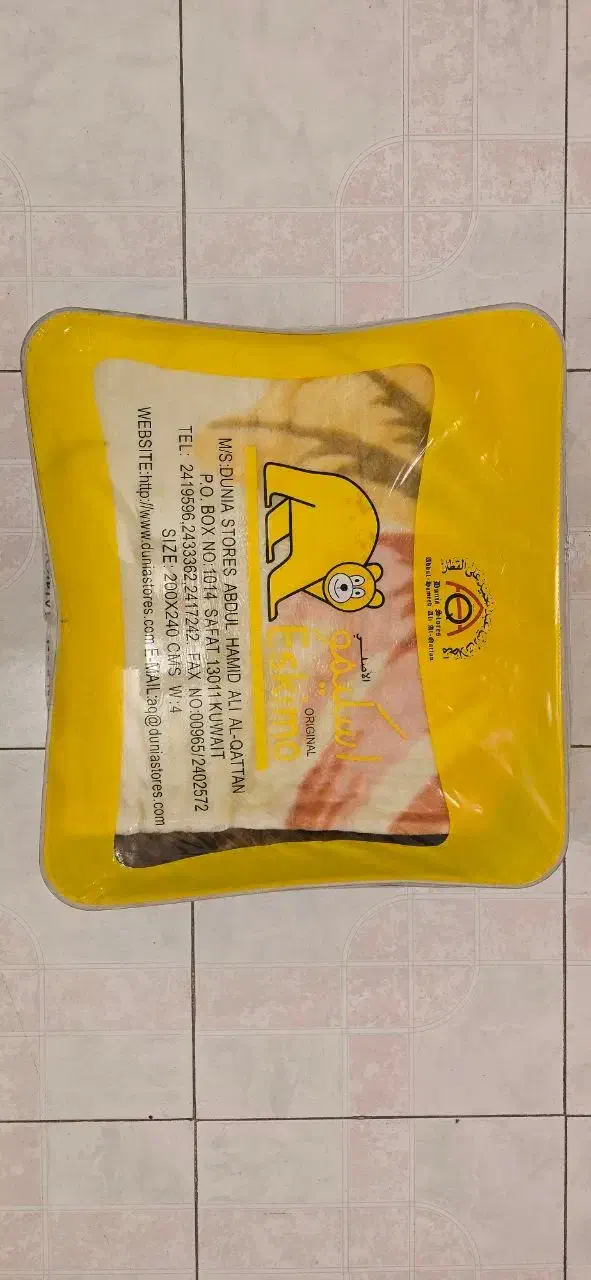 Dunia Stores
Abdul Hameed Ali Al-Qattan
الاصلي
اسكيمو
ORIGINAL
Eskimo
M/S:DUNIA STORES ABDUL HAMID ALI AL-QATTAN
P.O. BOX NO:1014 SAFAT 13011 KUWAIT
TEL: 2419596,2433362,2417242 FAX NO:00965/2402572
SIZE: 200X240 CMS W:4
WEBSITE:http//www.duniastores.com E-MAIL:aq@duniastores.com